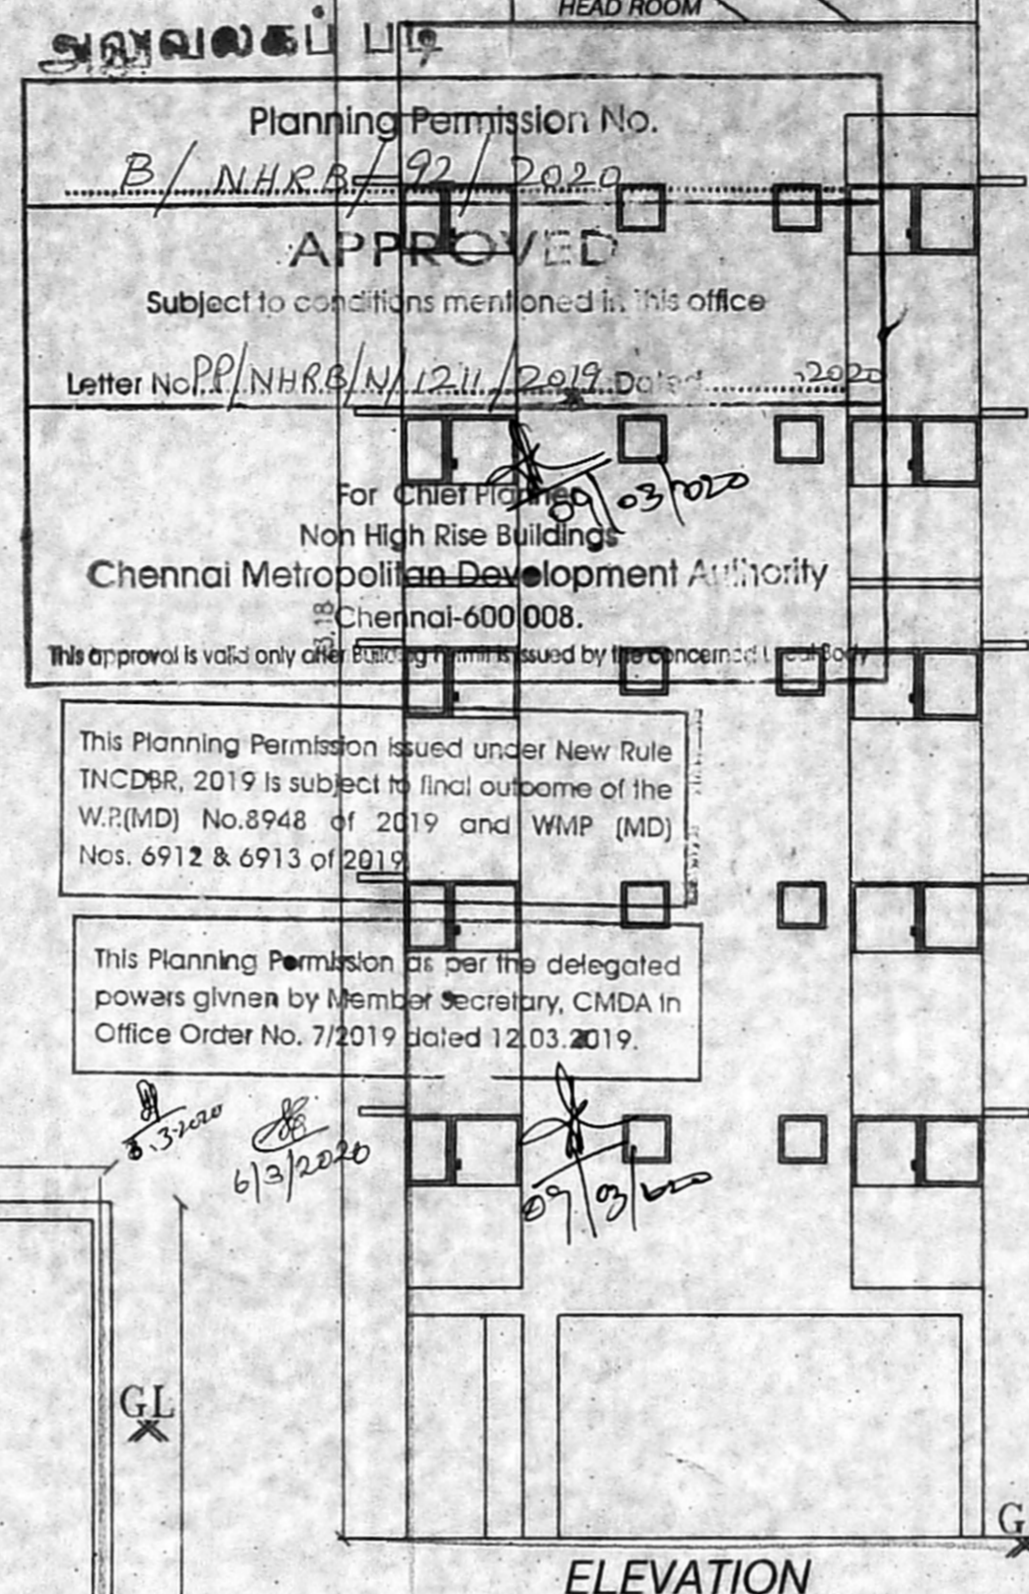 HEAD ROOM
அலுவலகப் படி
Planning Permission No.
B/NHRB/92/2020
APPROVED
Subject to conditions mentioned in this office
Letter No PP/NHRB/N/1211/2019 Dated .2020
09/03/2020
For Chief Planner
Non High Rise Buildings
Chennai Metropolitan Development Authority
3.18
Chennai-600 008.
This approval is valid only after Building Permit is issued by the concerned Local Body
This Planning Permission issued under New Rule
TNCDBR, 2019 is subject to final outcome of the
W.P.(MD) No.8948 of 2019 and WMP (MD)
Nos. 6912 & 6913 of 2019
This Planning Permission as per the delegated
powers givnen by Member Secretary, CMDA in
Office Order No. 7/2019 dated 12.03.2019.
.3.2020
6/3/2020
09/03/2020
GL
G
ELEVATION